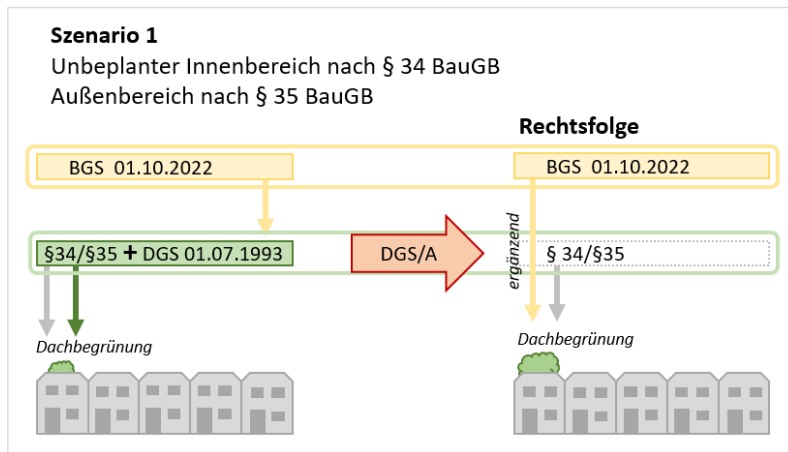 Szenario 1
Unbeplanter Innenbereich nach § 34 BauGB
Außenbereich nach § 35 BauGB
Rechtsfolge
BGS 01.10.2022
BGS 01.10.2022
§34/§35 + DGS 01.07.1993
DGS/A
ergänzend
§ 34/§35
Dachbegrünung
Dachbegrünung